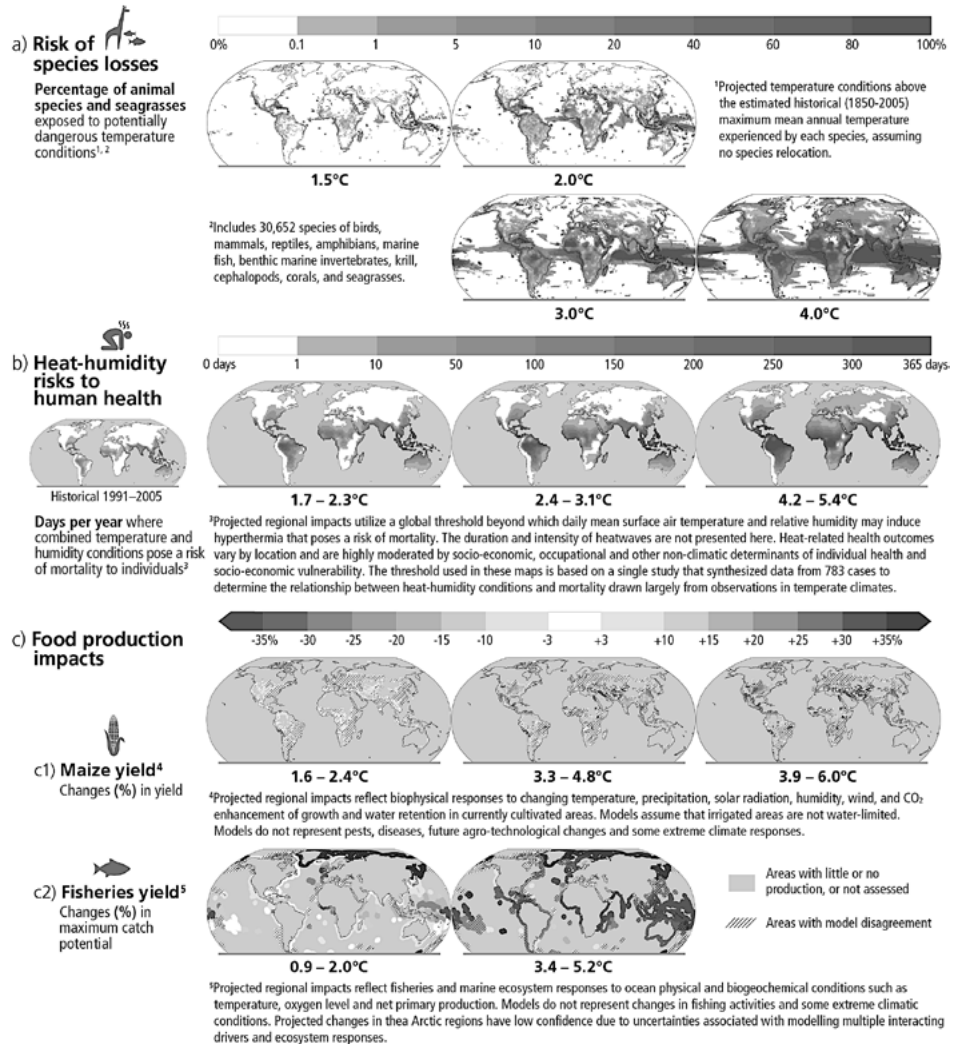 a) Risk of
species losses
Percentage of animal
species and seagrasses
exposed to potentially
dangerous temperature
conditions1, 2
0% 0.1 1 5 10 20 40 60 80 100%
1.5°C
2.0°C
1Projected temperature conditions above
the estimated historical (1850-2005)
maximum mean annual temperature
experienced by each species, assuming
no species relocation.
2Includes 30,652 species of birds,
mammals, reptiles, amphibians, marine
fish, benthic marine invertebrates, krill,
cephalopods, corals, and seagrasses.
3.0°C
4.0°C
b) Heat-humidity
risks to
human health
0 days 1 10 50 100 150 200 250 300 365 days
Historical 1991–2005
Days per year where
combined temperature and
humidity conditions pose a risk
of mortality to individuals3
1.7 – 2.3°C
2.4 – 3.1°C
4.2 – 5.4°C
3Projected regional impacts utilize a global threshold beyond which daily mean surface air temperature and relative humidity may induce
hyperthermia that poses a risk of mortality. The duration and intensity of heatwaves are not presented here. Heat-related health outcomes
vary by location and are highly moderated by socio-economic, occupational and other non-climatic determinants of individual health and
socio-economic vulnerability. The threshold used in these maps is based on a single study that synthesized data from 783 cases to
determine the relationship between heat-humidity conditions and mortality drawn largely from observations in temperate climates.
c) Food production
impacts
-35% -30 -25 -20 -15 -10 -3 +3 +10 +15 +20 +25 +30 +35%
c1) Maize yield4
Changes (%) in yield
1.6 – 2.4°C
3.3 – 4.8°C
3.9 – 6.0°C
4Projected regional impacts reflect biophysical responses to changing temperature, precipitation, solar radiation, humidity, wind, and CO2
enhancement of growth and water retention in currently cultivated areas. Models assume that irrigated areas are not water-limited.
Models do not represent pests, diseases, future agro-technological changes and some extreme climate responses.
c2) Fisheries yield5
Changes (%) in
maximum catch
potential
0.9 – 2.0°C
3.4 – 5.2°C
Areas with little or no
production, or not assessed
Areas with model disagreement
5Projected regional impacts reflect fisheries and marine ecosystem responses to ocean physical and biogeochemical conditions such as
temperature, oxygen level and net primary production. Models do not represent changes in fishing activities and some extreme climatic
conditions. Projected changes in thea Arctic regions have low confidence due to uncertainties associated with modelling multiple interacting
drivers and ecosystem responses.